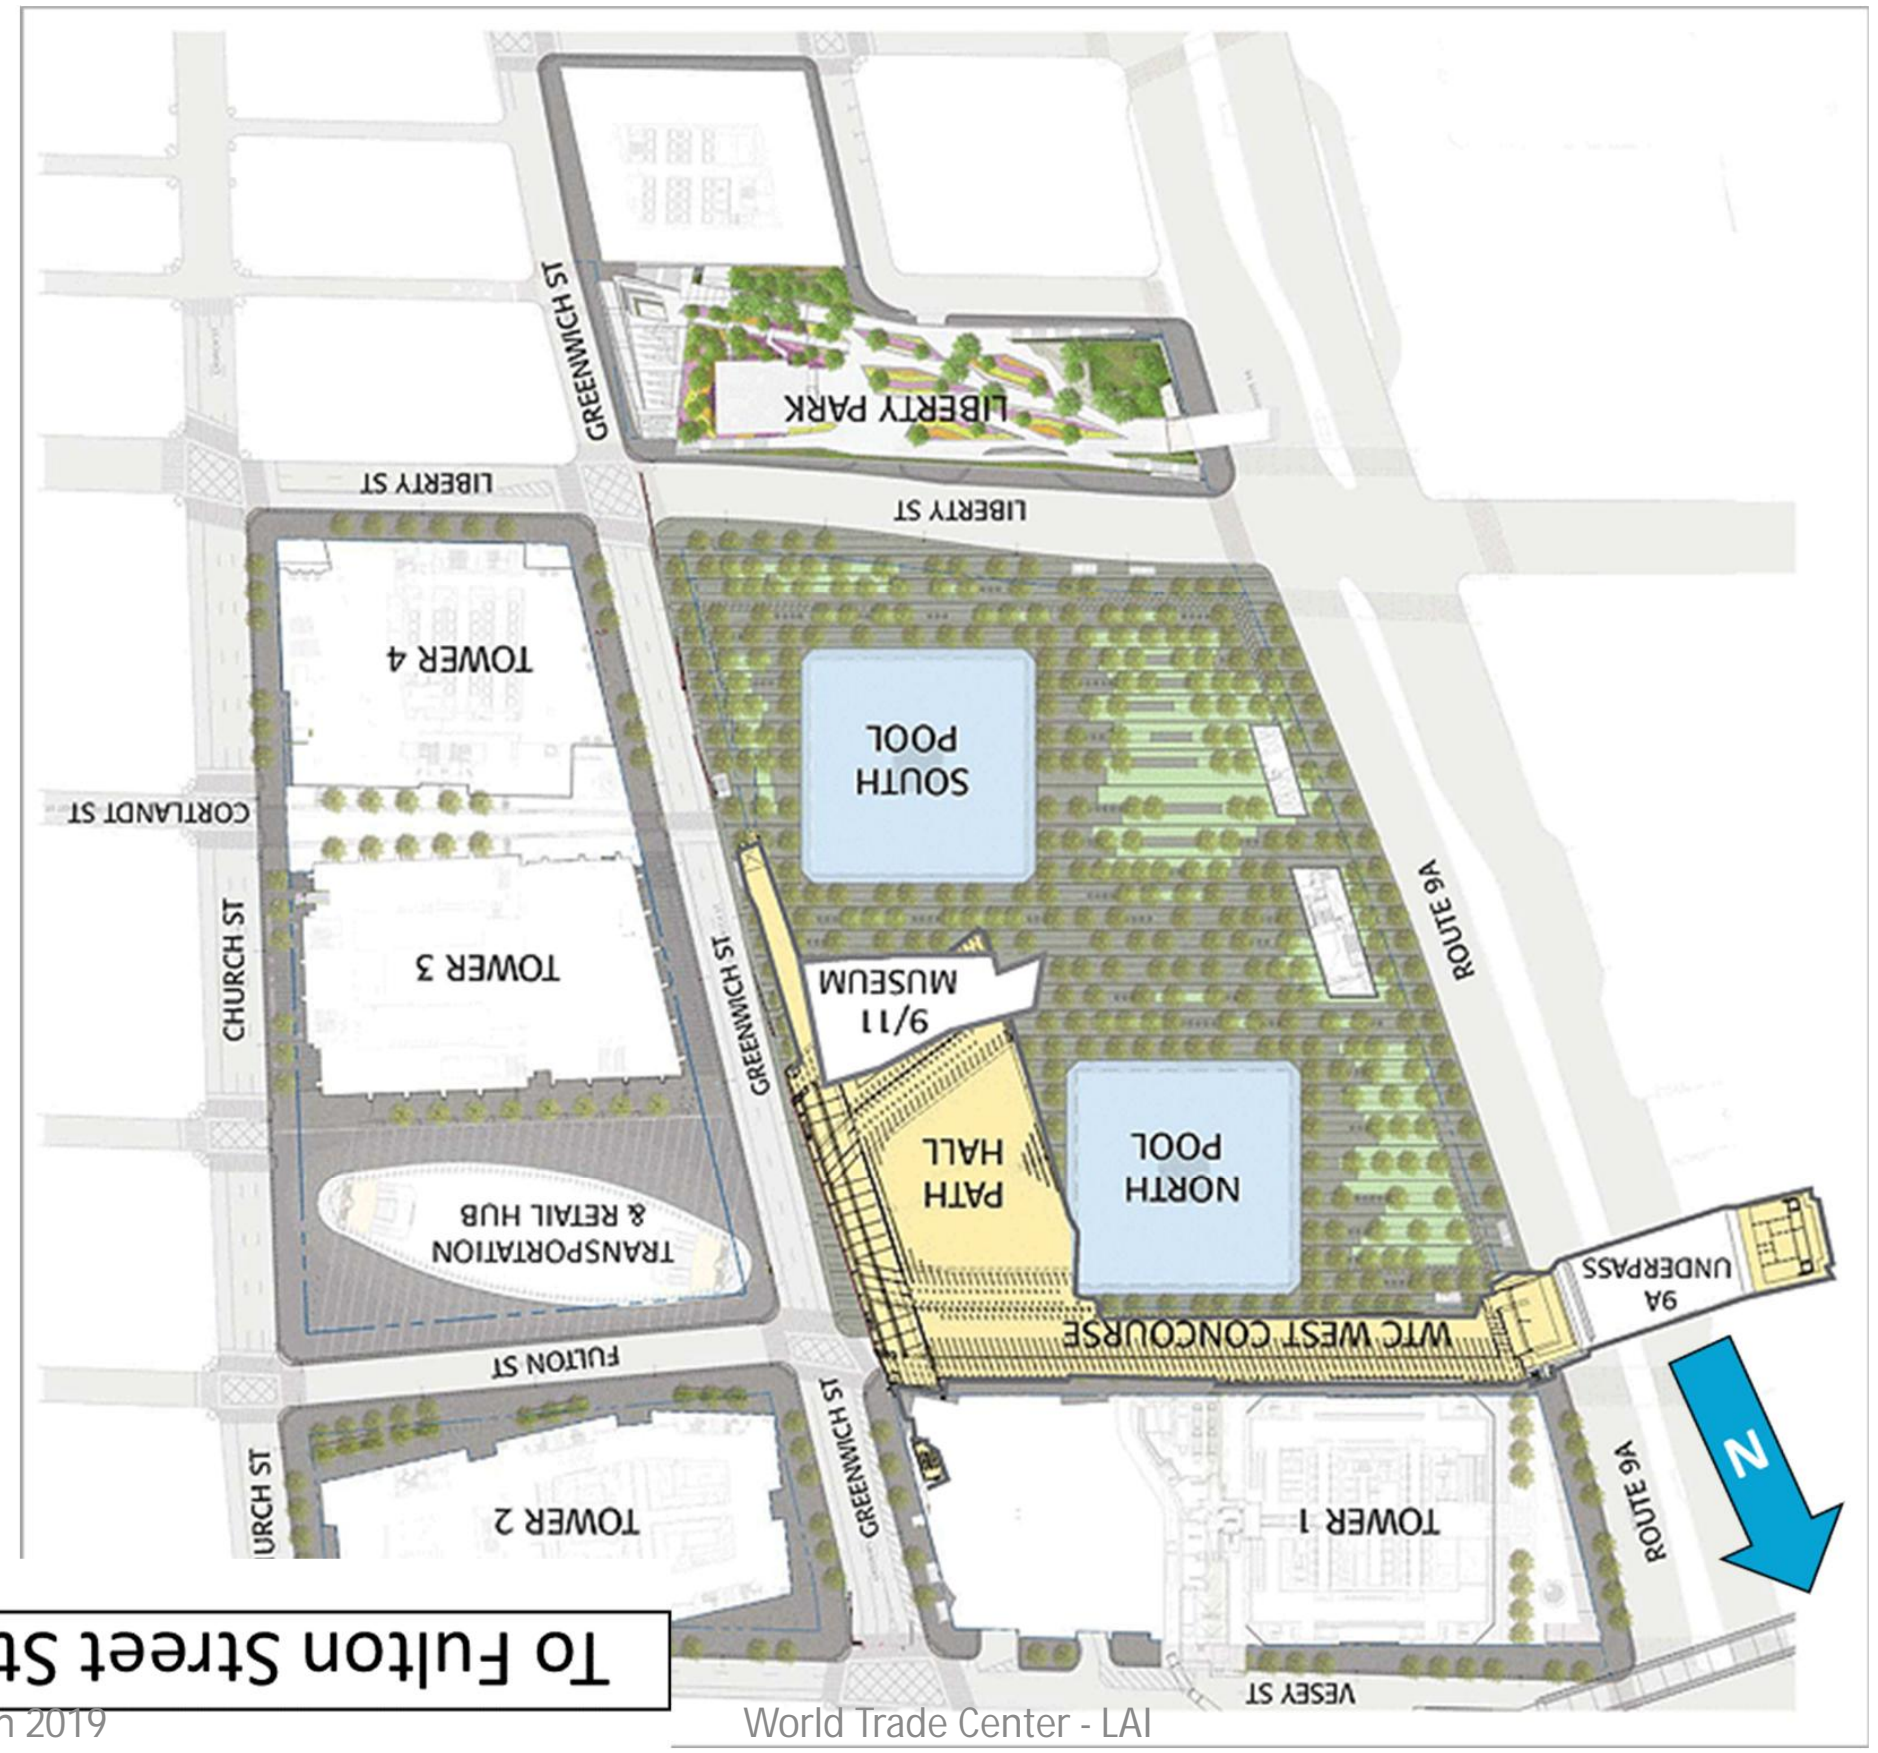 GREENWICH ST
LIBERTY PARK
LIBERTY ST
LIBERTY ST
TOWER 4
SOUTH
POOL
CORTLANDT ST
CHURCH ST
TOWER 3
GREENWICH ST
9/11
MUSEUM
ROUTE 9A
PATH
HALL
NORTH
POOL
TRANSPORTATION
& RETAIL HUB
9A
UNDERPASS
WTC WEST CONCOURSE
FULTON ST
GREENWICH ST
URCH ST
TOWER 2
TOWER 1
ROUTE 9A
N
VESEY ST
To Fulton Street St
h 2019
World Trade Center - LAI